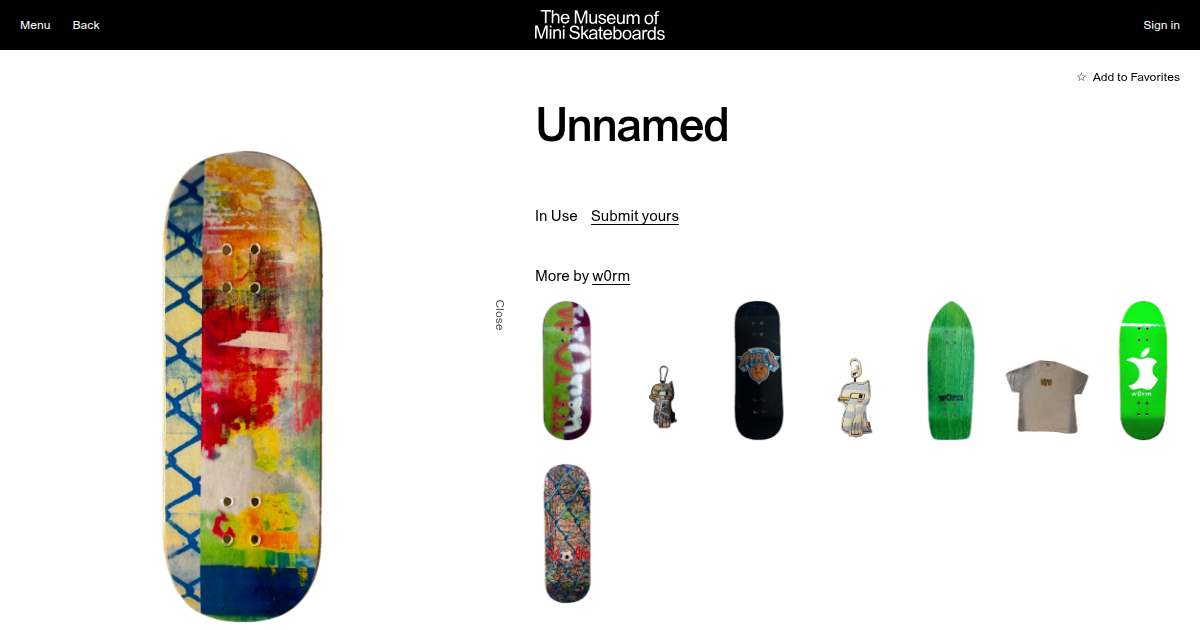 Menu
Back
The Museum of
Mini Skateboards
Sign in
☆ Add to Favorites
Unnamed
In Use
Submit yours
More by w0rm
Close
w0rm
w0rm